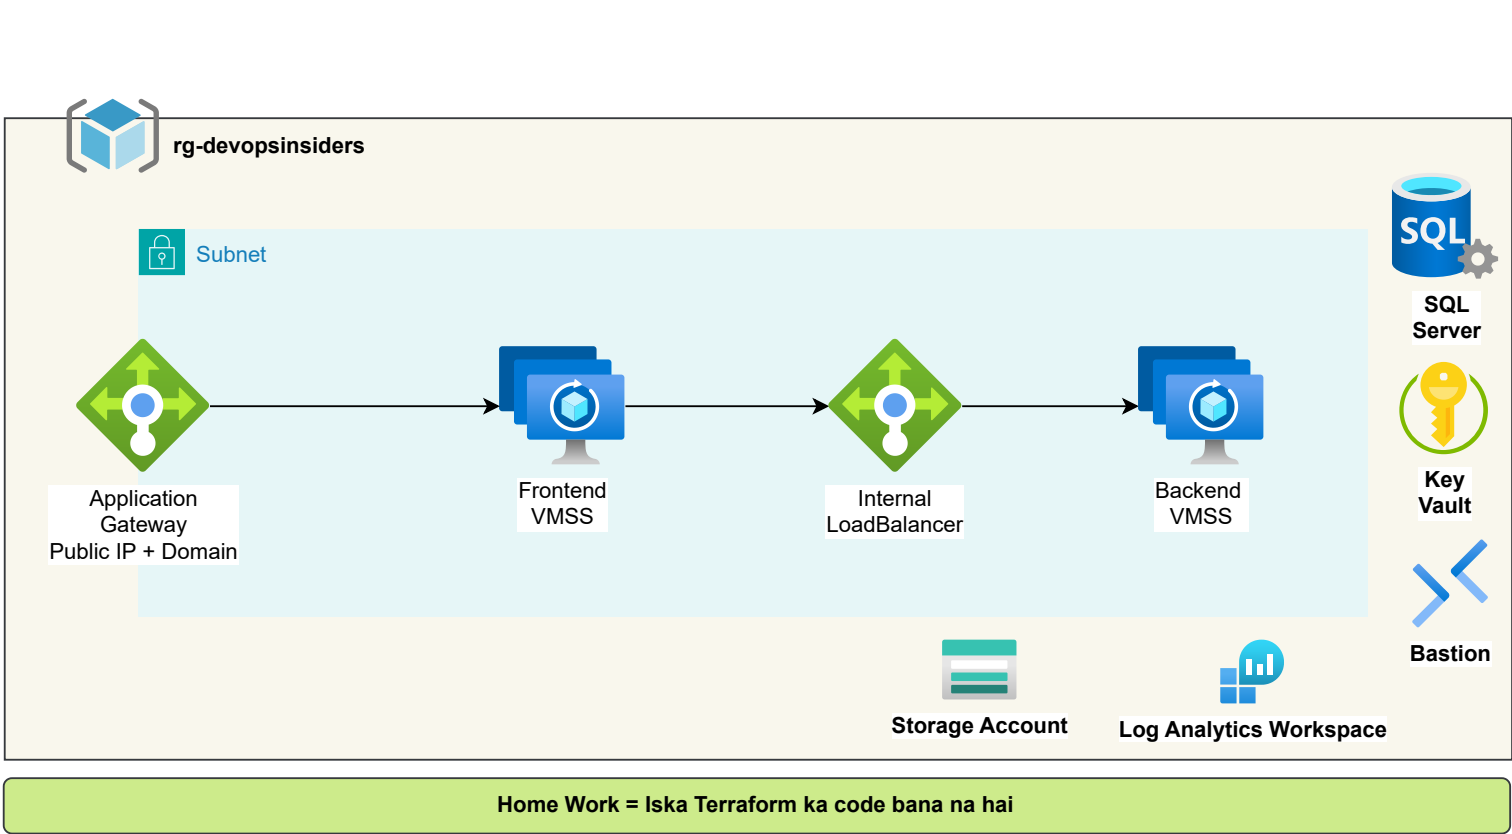 rg-devopsinsiders
Subnet
SQL
SQL
Server
Application
Gateway
Public IP + Domain
Frontend
VMSS
Internal
LoadBalancer
Backend
VMSS
Key
Vault
Bastion
Storage Account
Log Analytics Workspace
Home Work = Iska Terraform ka code bana na hai